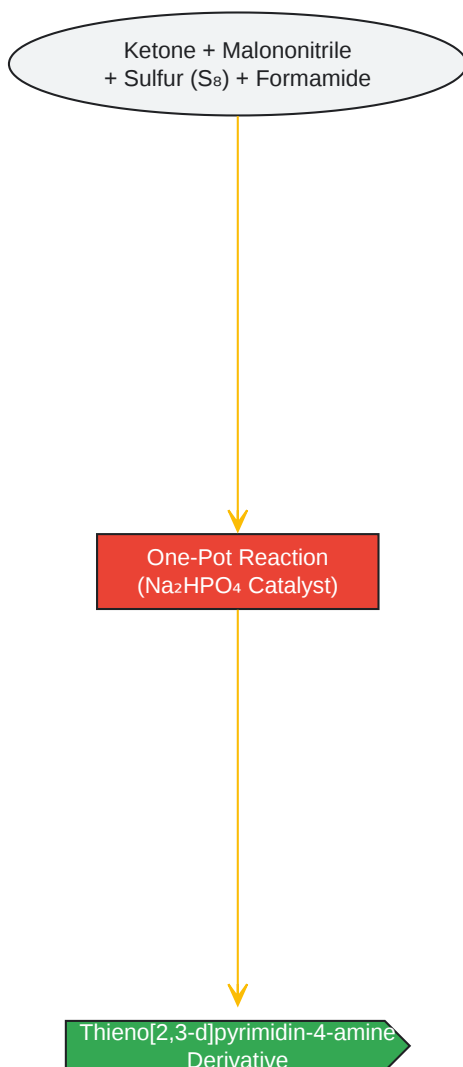 Ketone + Malononitrile
+ Sulfur (S₈) + Formamide
One-Pot Reaction
(Na₂HPO₄ Catalyst)
Thieno[2,3-d]pyrimidin-4-amine
Derivative